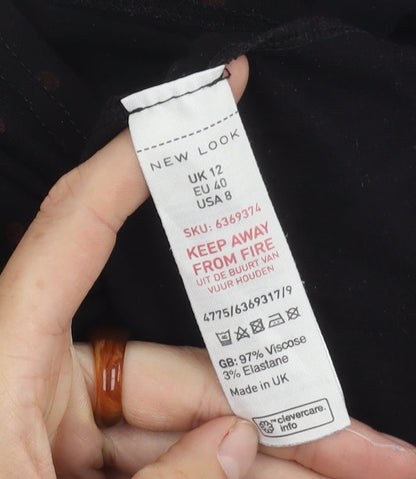 NEW LOOK
UK 12
EU 40
USA 8
SKU: 6369374
KEEP AWAY
FROM FIRE
UIT DE BUURT VAN
VUUR HOUDEN
4775/6369317/9
GB: 97% Viscose
3% Elastane
Made in UK
™clevercare.
info